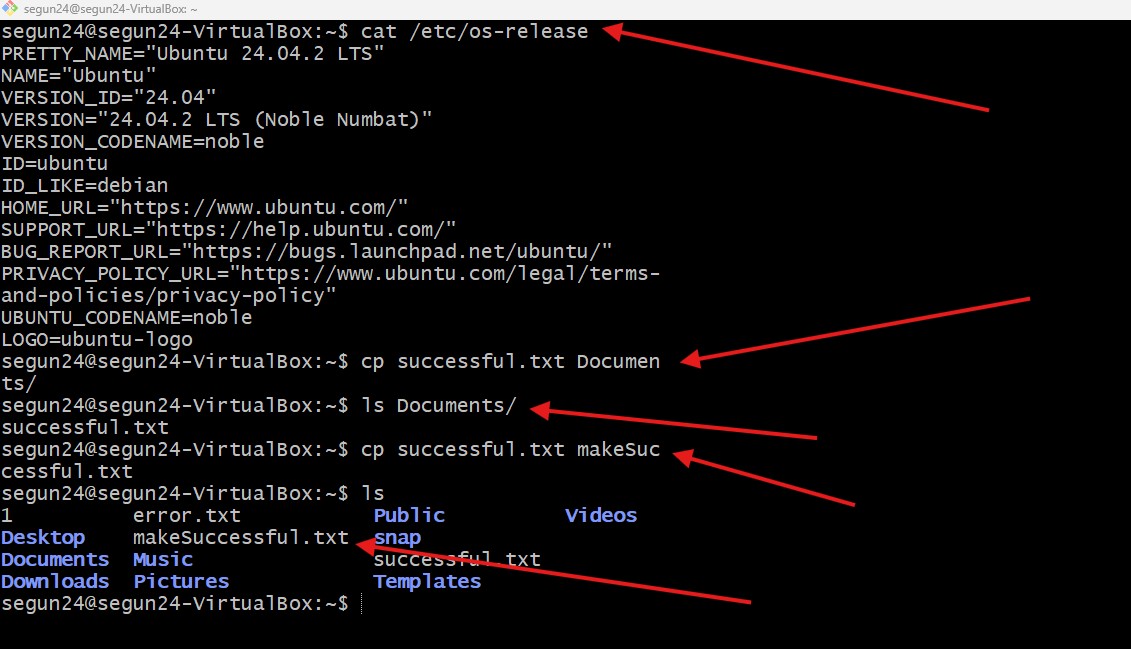 segun24@segun24-VirtualBox: ~
segun24@segun24-VirtualBox:~$ cat /etc/os-release
PRETTY_NAME="Ubuntu 24.04.2 LTS"
NAME="Ubuntu"
VERSION_ID="24.04"
VERSION="24.04.2 LTS (Noble Numbat)"
VERSION_CODENAME=noble
ID=ubuntu
ID_LIKE=debian
HOME_URL="https://www.ubuntu.com/"
SUPPORT_URL="https://help.ubuntu.com/"
BUG_REPORT_URL="https://bugs.launchpad.net/ubuntu/"
PRIVACY_POLICY_URL="https://www.ubuntu.com/legal/terms-
and-policies/privacy-policy"
UBUNTU_CODENAME=noble
LOGO=ubuntu-logo
segun24@segun24-VirtualBox:~$ cp successful.txt Documen
ts/
segun24@segun24-VirtualBox:~$ ls Documents/
successful.txt
segun24@segun24-VirtualBox:~$ cp successful.txt makeSuc
cessful.txt
segun24@segun24-VirtualBox:~$ ls
1 error.txt Public Videos
Desktop makeSuccessful.txt snap
Documents Music successful.txt
Downloads Pictures Templates
segun24@segun24-VirtualBox:~$